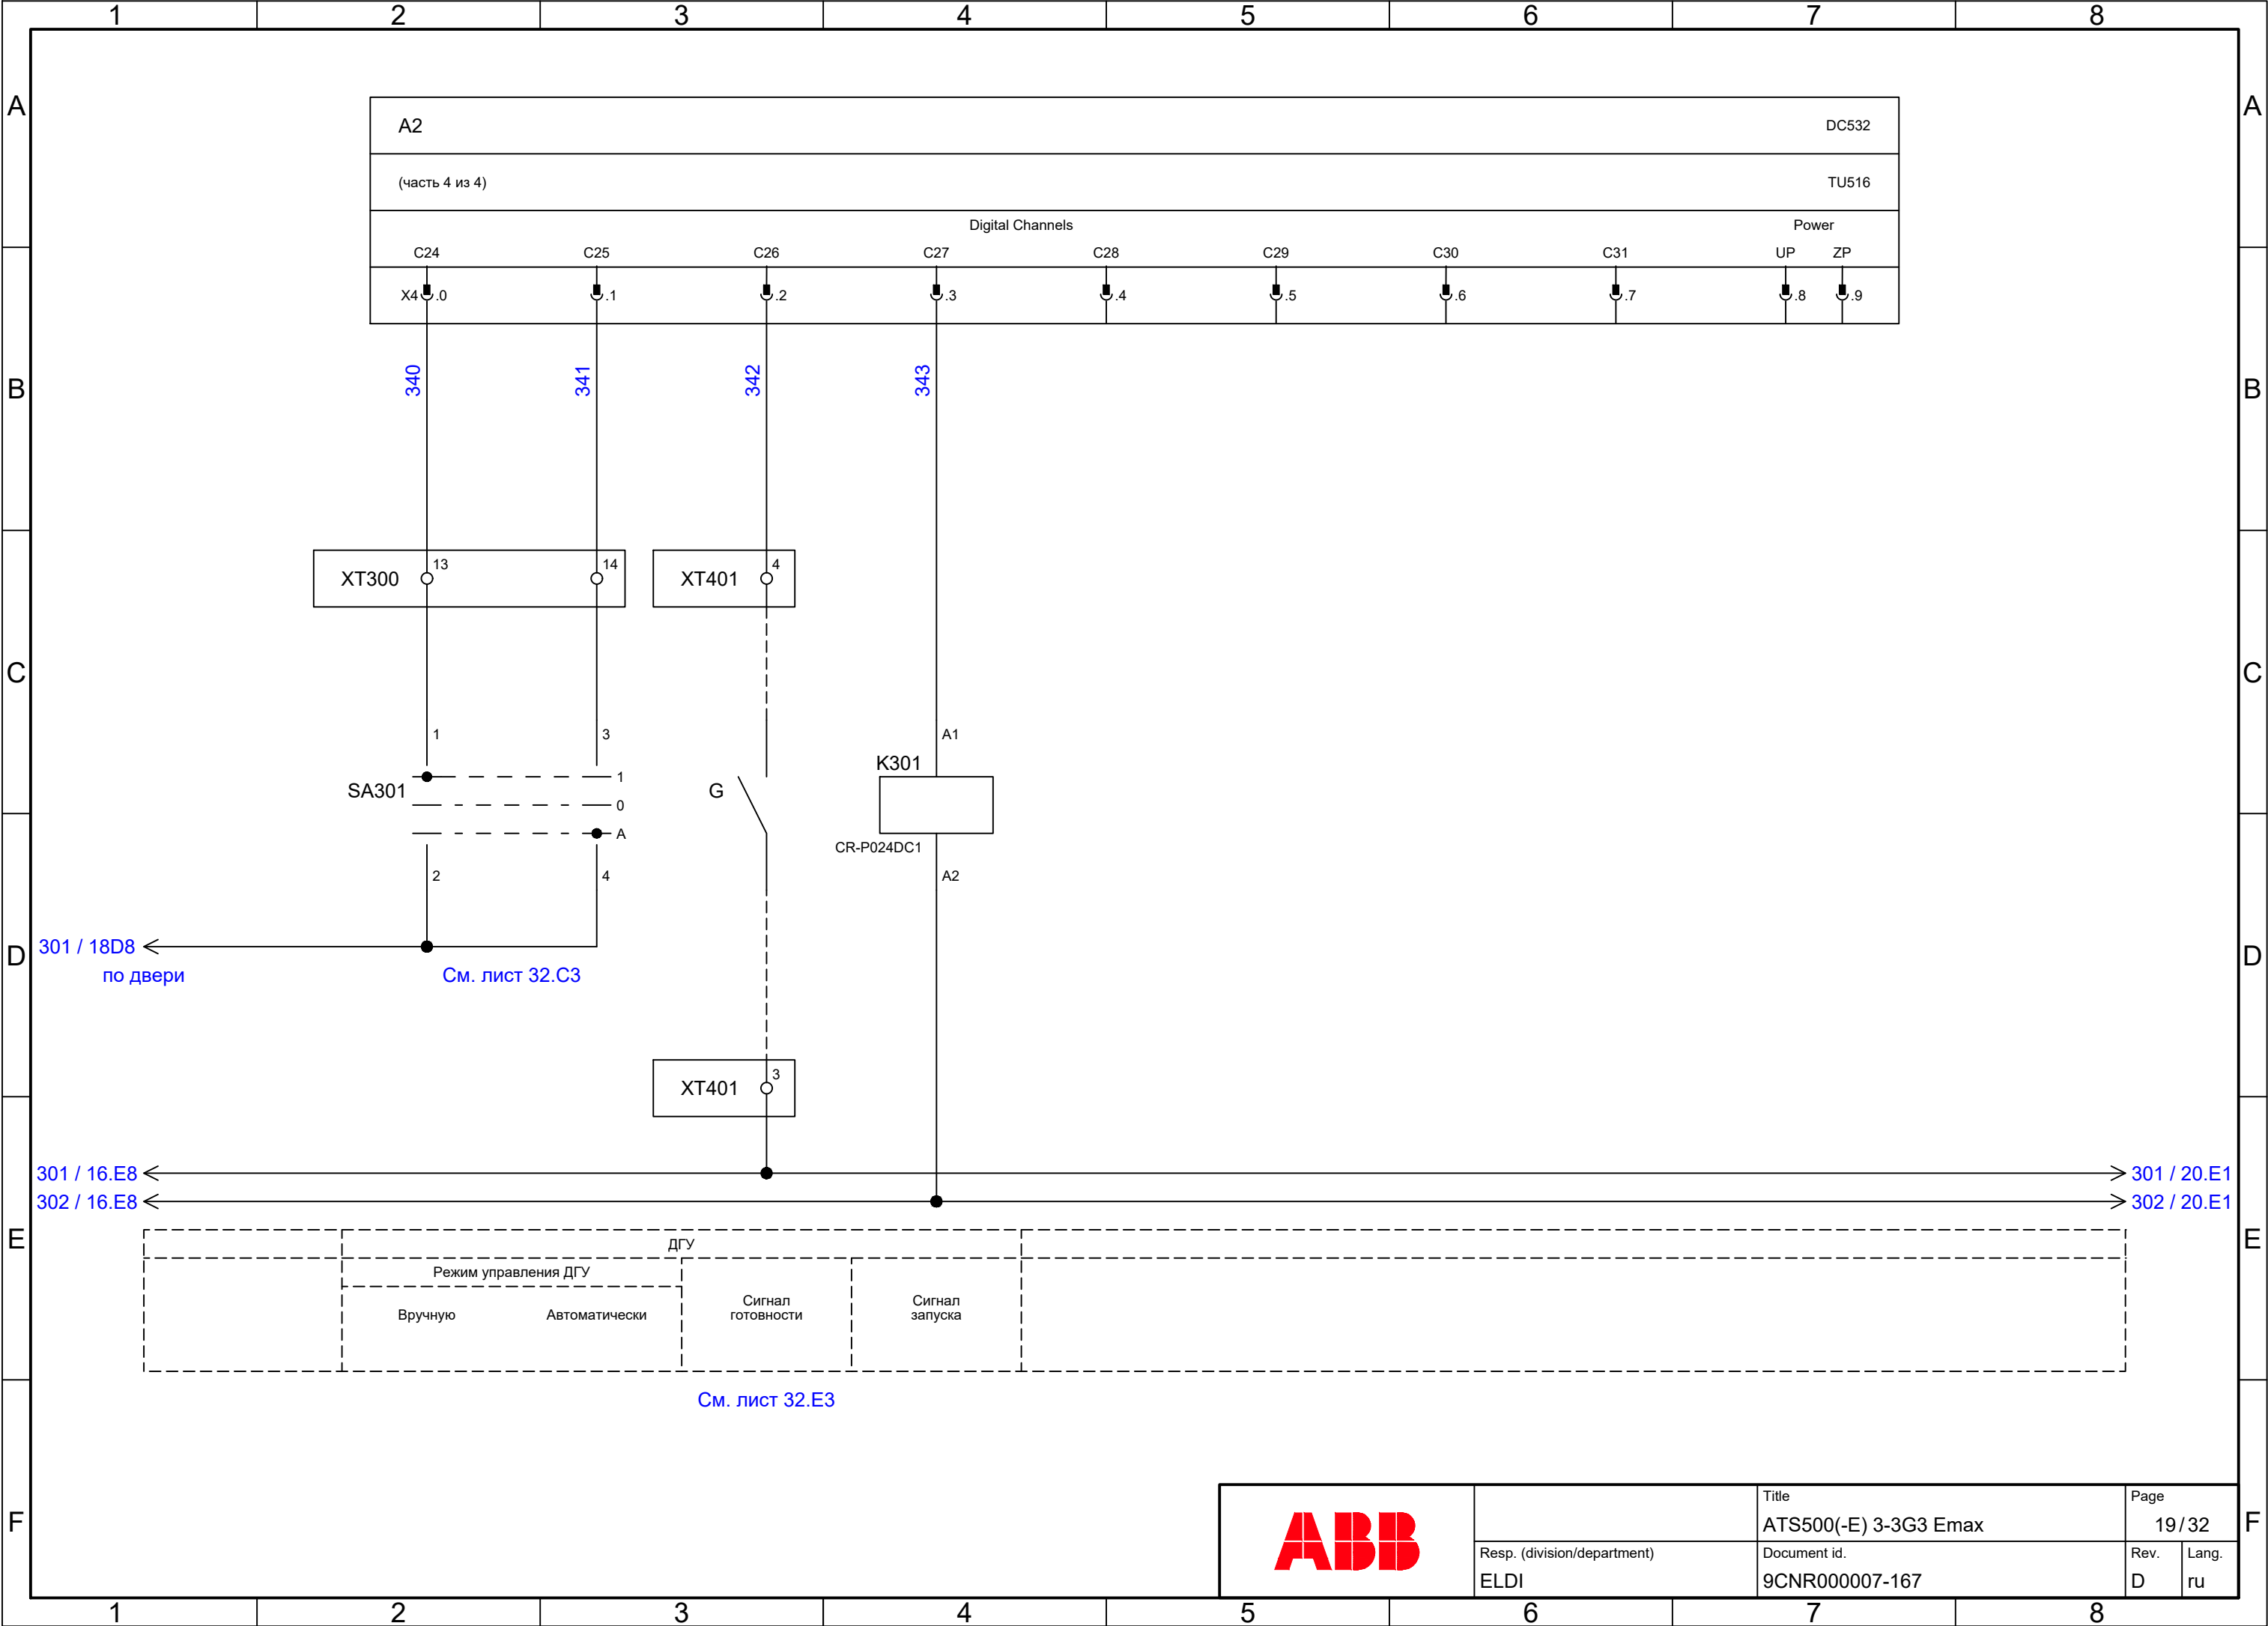 1 2 3 4 5 6 7 8
A A
A2 DC532
(часть 4 из 4) TU516
Digital Channels Power
C24 C25 C26 C27 C28 C29 C30 C31 UP ZP
X4 .0 .1 .2 .3 .4 .5 .6 .7 .8 .9
340 341 342 343
B B
XT300 13 14 XT401 4
C C
1 3 A1
K301
1
SA301 G
0
A
CR-P024DC1
2 4 A2
301 / 18D8
D D
по двери См. лист 32.C3
XT401 3
301 / 16.E8 301 / 20.E1
302 / 16.E8 302 / 20.E1
E E
ДГУ
Режим управления ДГУ
Вручную Автоматически
Сигнал
готовности
Сигнал
запуска
См. лист 32.E3
F F
ABB
Title
ATS500(-E) 3-3G3 Emax
Page
19/32
Resp. (division/department)
ELDI
Document id.
9CNR000007-167
Rev.
D
Lang.
ru
1 2 3 4 5 6 7 8